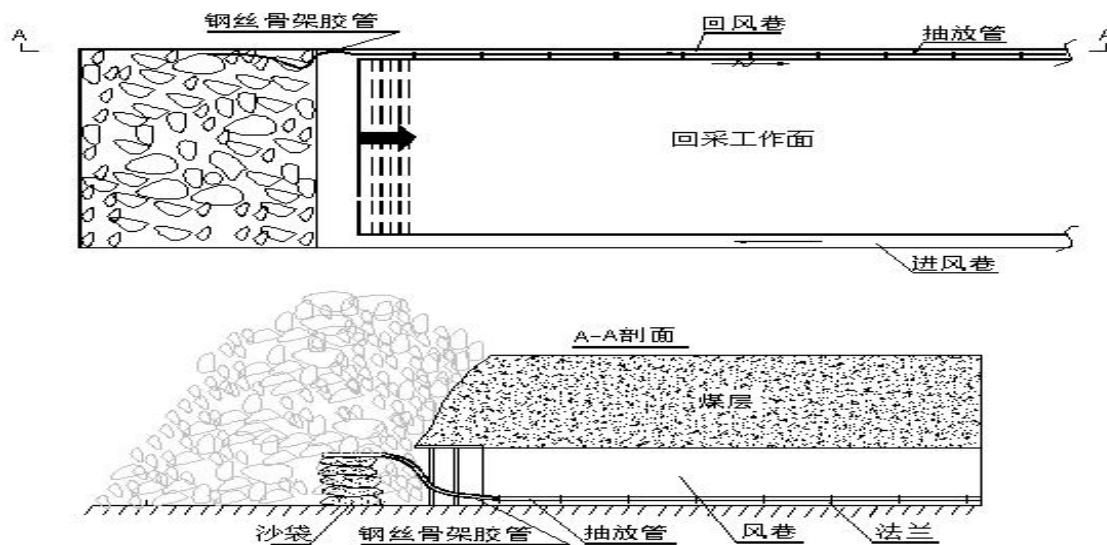 钢丝骨架胶管
回风巷
抽放管
A
A
回采工作面
进风巷
A-A剖面
煤层
沙袋
钢丝骨架胶管
抽放管
风巷
法兰